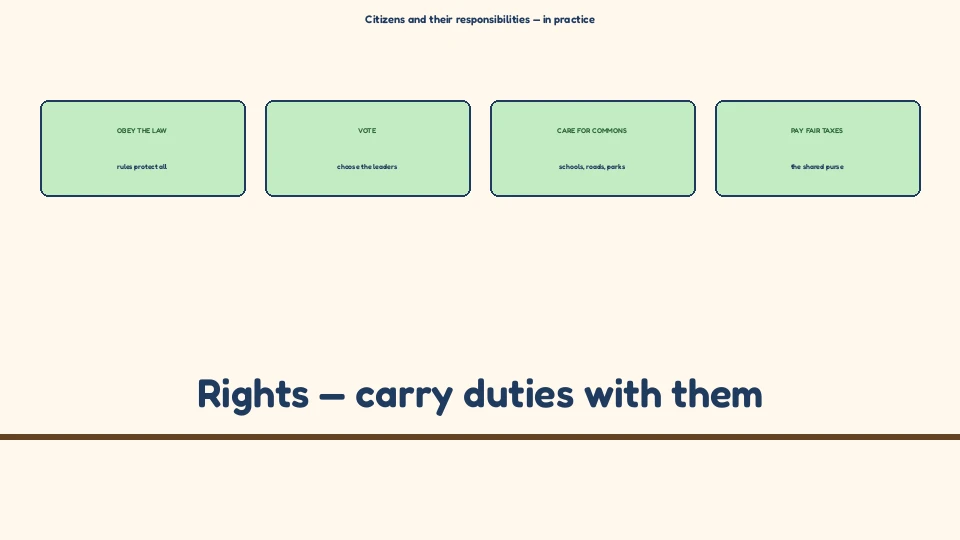 Citizens and their responsibilities — in practice
OBEY THE LAW
rules protect all
VOTE
choose the leaders
CARE FOR COMMONS
schools, roads, parks
PAY FAIR TAXES
the shared purse
Rights — carry duties with them